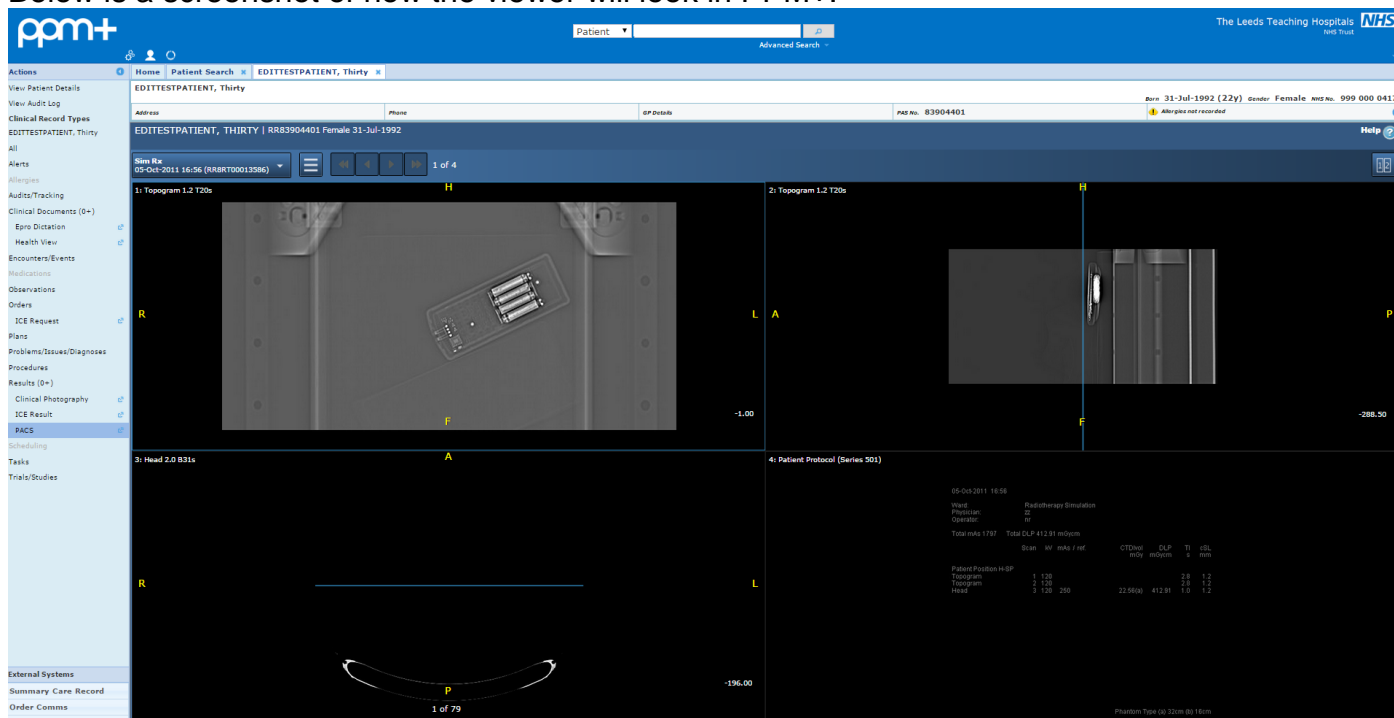 ppm+
Patient
Advanced Search
The Leeds Teaching Hospitals NHS
NHS Trust
Actions
Home Patient Search EDITTESTPATIENT, Thirty
View Patient Details
View Audit Log
Clinical Record Types
EDITTESTPATIENT, Thirty
All
Alerts
Allergies
Audits/Tracking
Clinical Documents (0+)
Epro Dictation
Health View
Encounters/Events
Medications
Observations
Orders
ICE Request
Plans
Problems/Issues/Diagnoses
Procedures
Results (0+)
Clinical Photography
ICE Result
PACS
Scheduling
Tasks
Trials/Studies
External Systems
Summary Care Record
Order Comms
EDITTESTPATIENT, Thirty
Born 31-Jul-1992 (22y) Gender Female NHS No. 999 000 041
Address Phone GP Details PAS No. 83904401 Allergies not recorded
EDITESTPATIENT, THIRTY | RR83904401 Female 31-Jul-1992
Help
Sim Rx
05-Oct-2011 16:56 (RR8RT00013586)
1 of 4
1: Topogram 1.2 T20s
H
R
L
F
-1.00
2: Topogram 1.2 T20s
H
A
P
F
-288.50
3: Head 2.0 B31s
A
R
L
P
-196.00
1 of 79
4: Patient Protocol (Series 501)
05-Oct-2011 16:56
Ward: Radiotherapy Simulation
Physician: zz
Operator: nr
Total mAs 1797 Total DLP 412.91 mGycm
Scan kV mAs / ref. CTDIvol DLP TI cSL
mGy mGycm s mm
Patient Position H-SP
Topogram 1 120 2.8 1.2
Topogram 2 120 2.8 1.2
Head 3 120 250 22.56(a) 412.91 1.0 1.2
Phantom Type (a) 32cm (b) 16cm